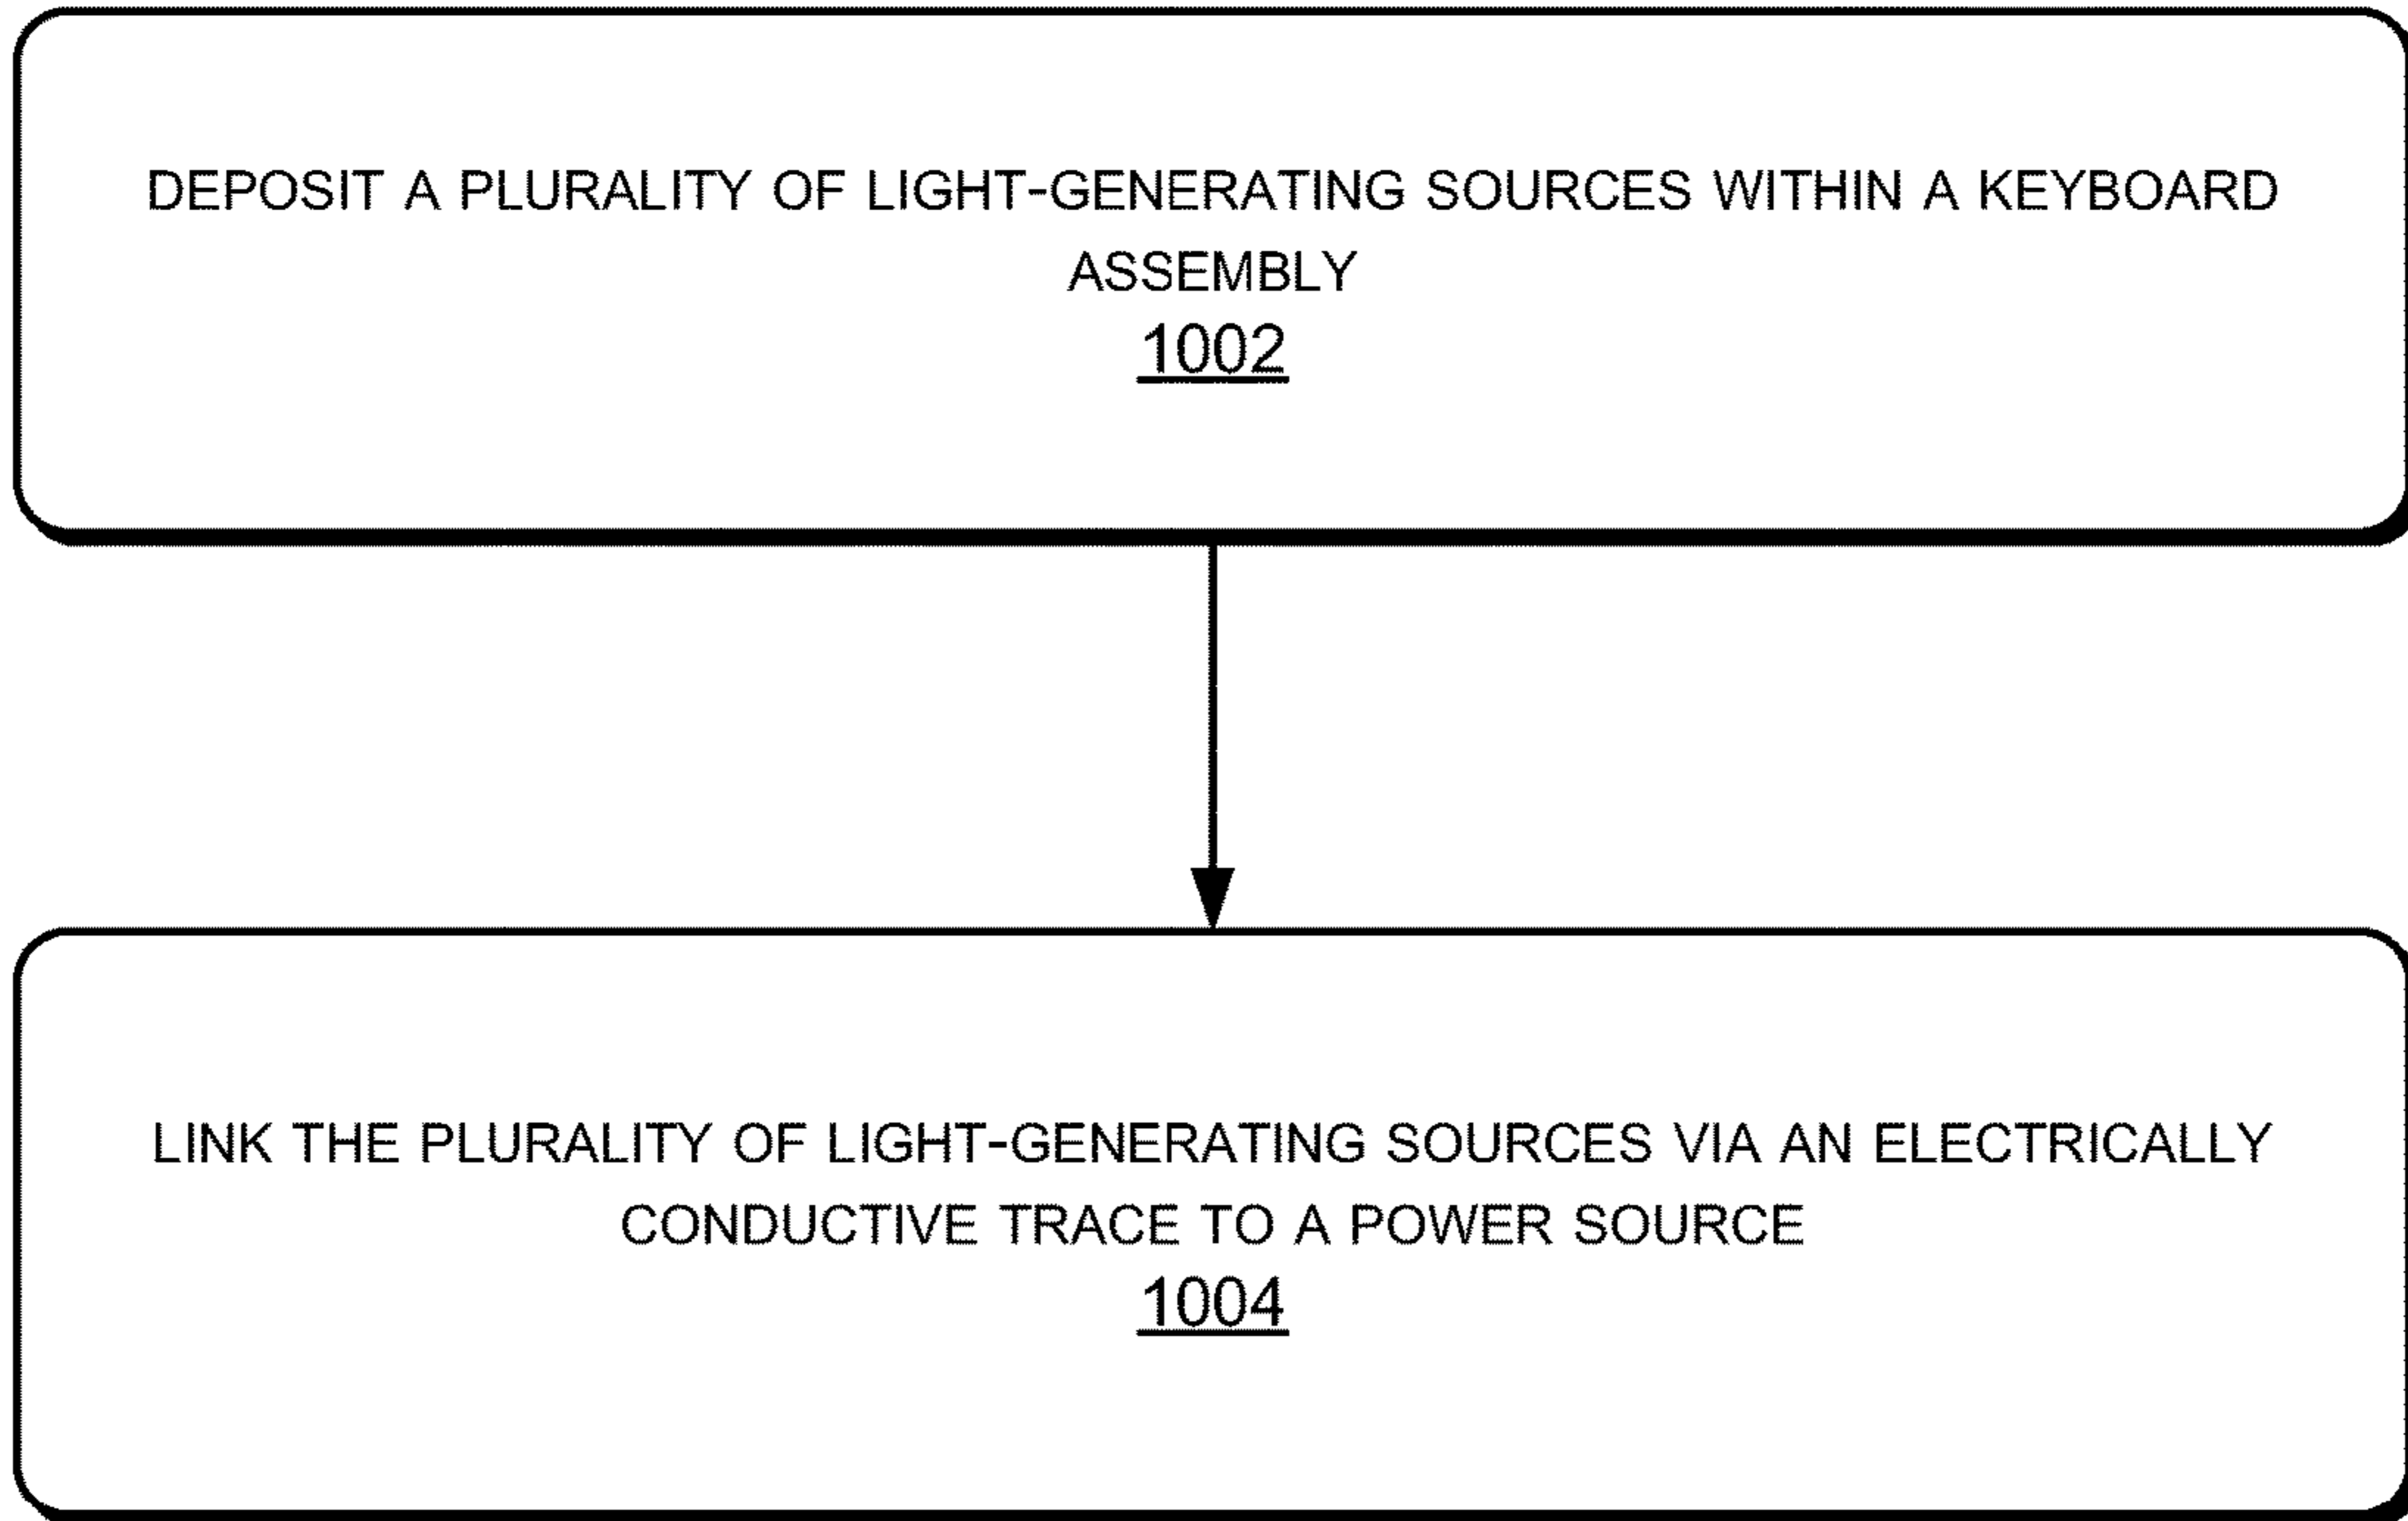 DEPOSIT A PLURALITY OF LIGHT-GENERATING SOURCES WITHIN A KEYBOARD
ASSEMBLY
1002
LINK THE PLURALITY OF LIGHT-GENERATING SOURCES VIA AN ELECTRICALLY
CONDUCTIVE TRACE TO A POWER SOURCE
1004